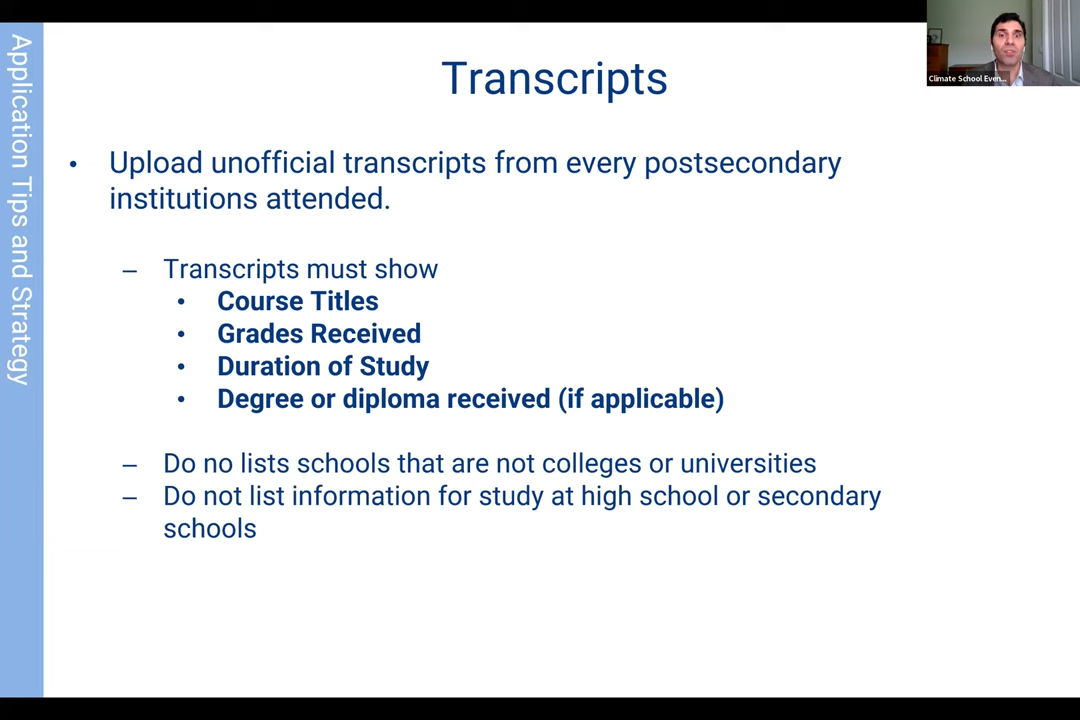 Application Tips and Strategy
Transcripts
• Upload unofficial transcripts from every postsecondary
institutions attended.
– Transcripts must show
• Course Titles
• Grades Received
• Duration of Study
• Degree or diploma received (if applicable)
– Do no lists schools that are not colleges or universities
– Do not list information for study at high school or secondary
schools
Climate School Even...